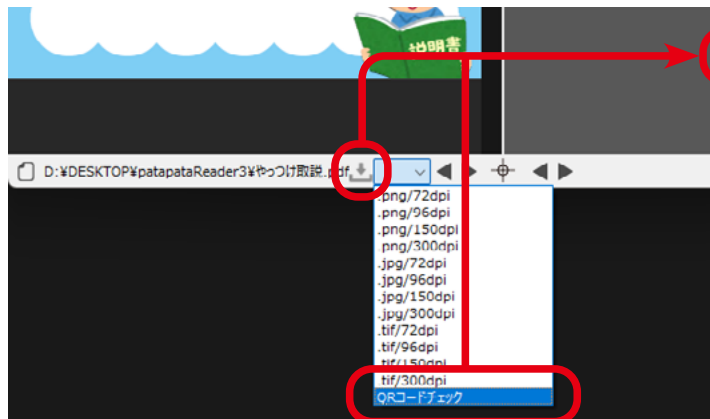 説明書
D:¥DESKTOP¥patapataReader3¥やっつけ取説.pdf
.png/72dpi
.png/96dpi
.png/150dpi
.png/300dpi
.jpg/72dpi
.jpg/96dpi
.jpg/150dpi
.jpg/300dpi
.tif/72dpi
.tif/96dpi
.tif/150dpi
.tif/300dpi
QRコードチェック